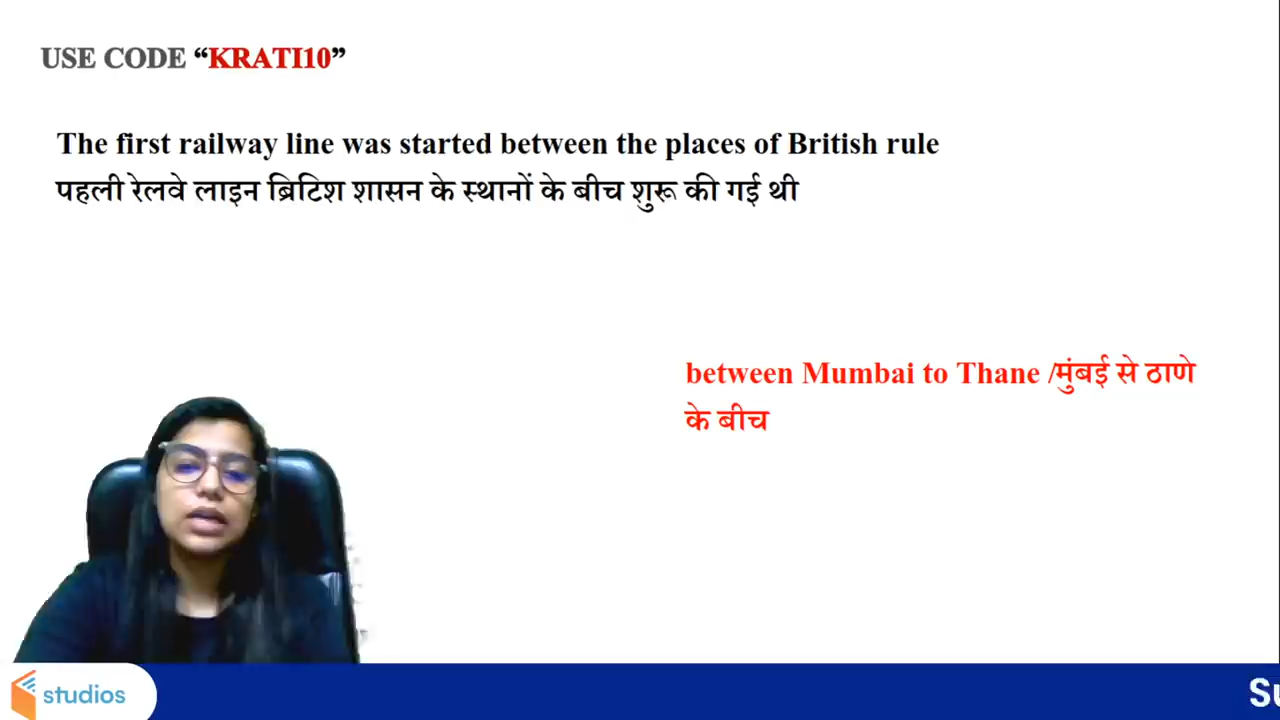 USE CODE “KRATI10”
The first railway line was started between the places of British rule
पहली रेलवे लाइन ब्रिटिश शासन के स्थानों के बीच शुरू की गई थी
between Mumbai to Thane /मुंबई से ठाणे
के बीच
studios